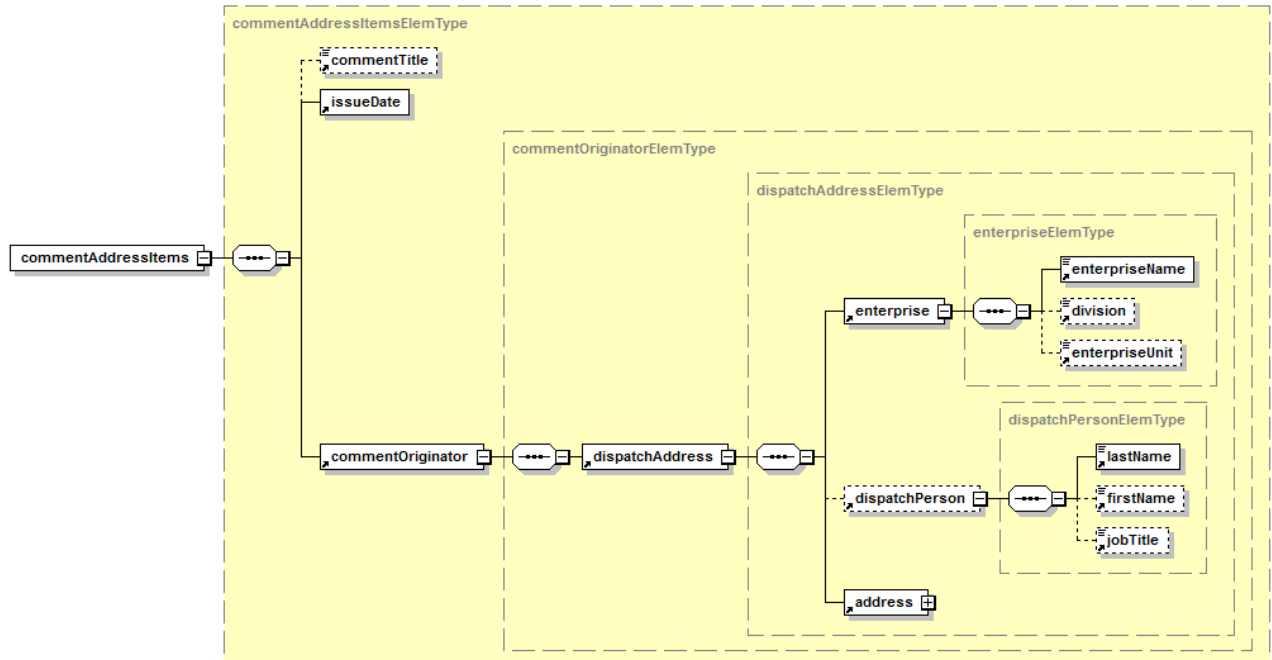 commentAddressItemsElemType
commentTitle
issueDate
commentOriginatorElemType
dispatchAddressElemType
enterpriseElemType
commentAddressItems
enterpriseName
enterprise
division
enterpriseUnit
dispatchPersonElemType
commentOriginator
dispatchAddress
lastName
dispatchPerson
firstName
jobTitle
address